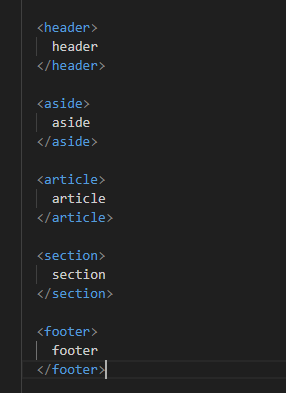 <header>
header
</header>
<aside>
aside
</aside>
<article>
article
</article>
<section>
section
</section>
<footer>
footer
</footer>